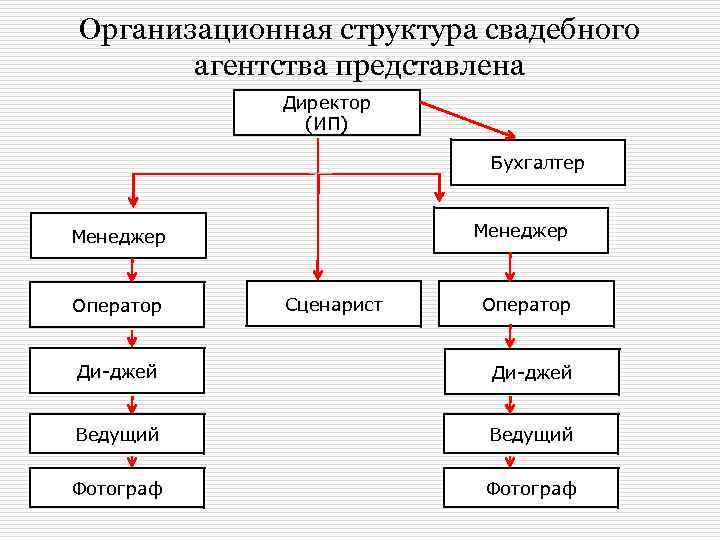 Организационная структура свадебного
агентства представлена
Директор
(ИП)
Бухгалтер
Менеджер
Менеджер
Оператор
Сценарист
Оператор
Ди-джей
Ди-джей
Ведущий
Ведущий
Фотограф
Фотограф